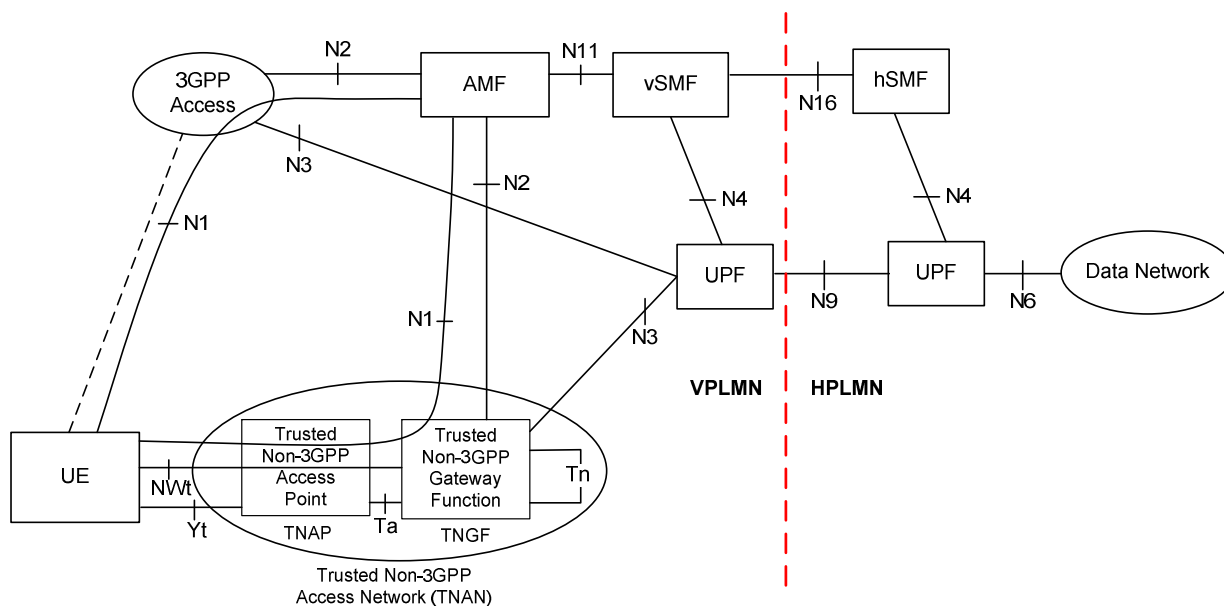 N2
N11
3GPP
Access
AMF
vSMF
hSMF
N16
N3
N2
N1
N4
N4
UPF
UPF
Data Network
N9
N6
N1
N3
VPLMN
HPLMN
Trusted
Non-3GPP
Access
Point
Trusted
Non-3GPP
Gateway
Function
Tn
UE
NWt
Yt
Ta
TNAP
TNGF
Trusted Non-3GPP
Access Network (TNAN)